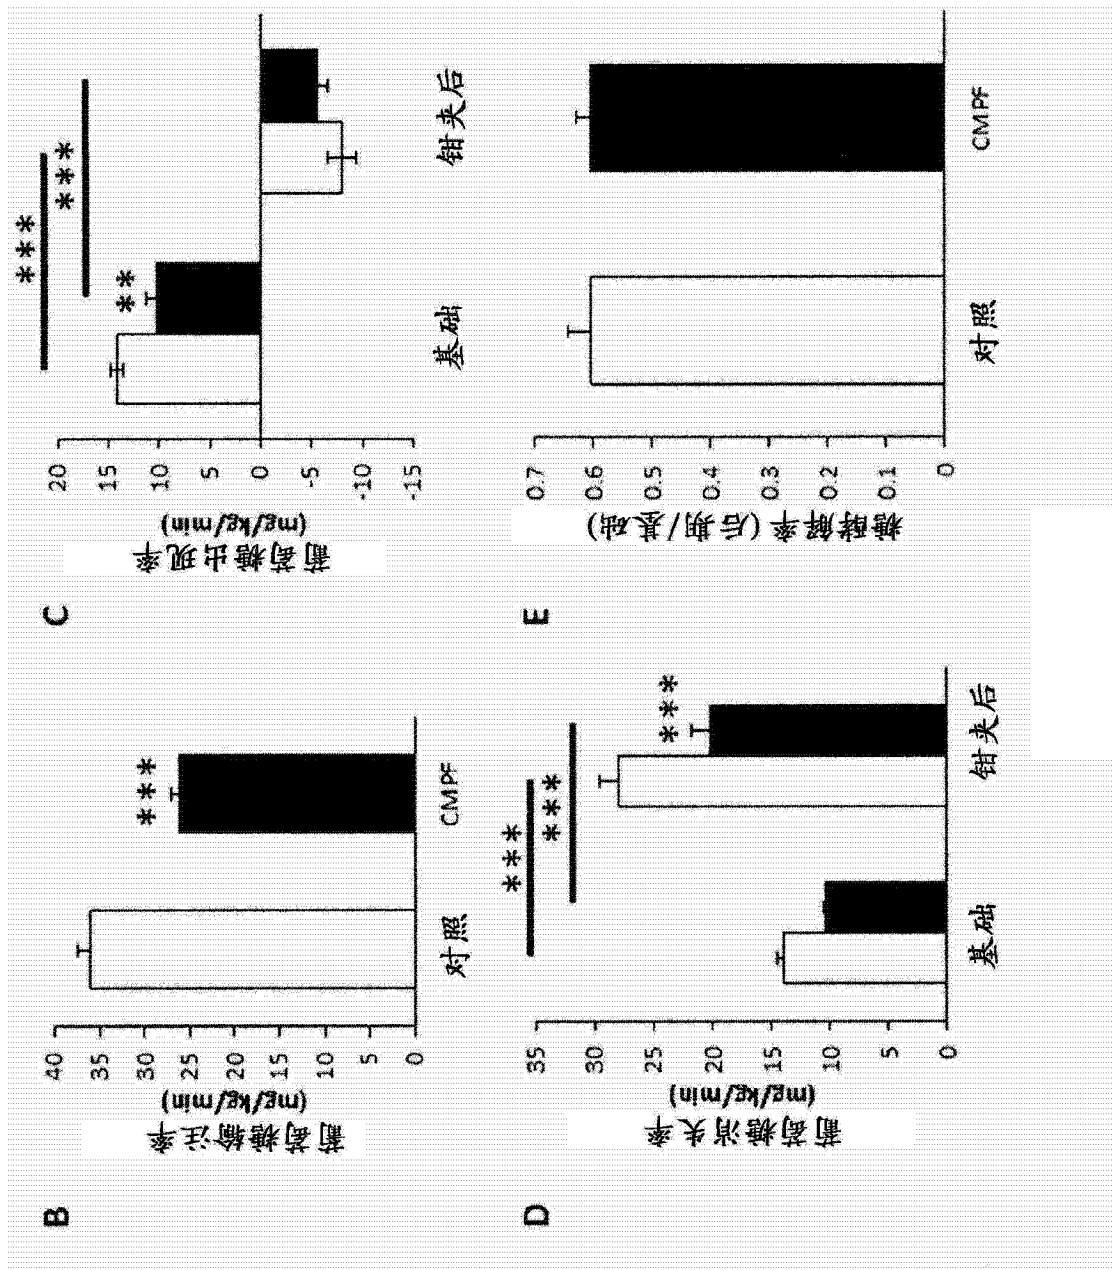 B
葡萄糖输注率
(mg/kg/min)
40
35
30
25
20
15
10
5
0
***
对照
CMPF
C
葡萄糖出现率
(mg/kg/min)
20
15
10
5
0
-5
-10
-15
***
***
**
基础
钳夹后
D
葡萄糖消失率
(mg/kg/min)
35
30
25
20
15
10
5
0
***
***
***
基础
钳夹后
E
糖酵解率 (后期/基础)
0.7
0.6
0.5
0.4
0.3
0.2
0.1
0
对照
CMPF